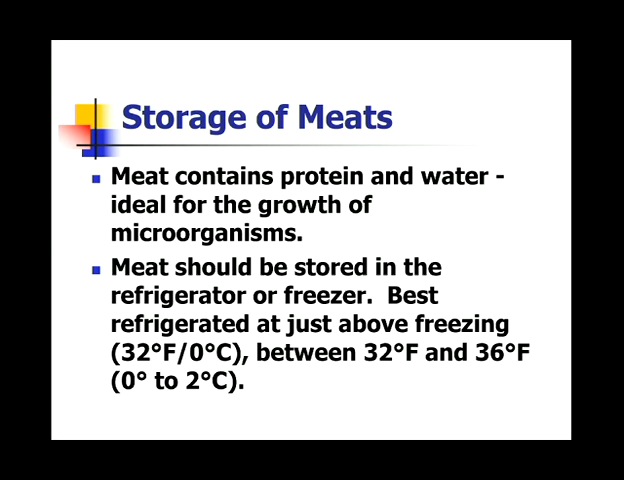 Storage of Meats
Meat contains protein and water -
ideal for the growth of
microorganisms.
Meat should be stored in the
refrigerator or freezer.  Best
refrigerated at just above freezing
(32°F/0°C), between 32°F and 36°F
(0° to 2°C).